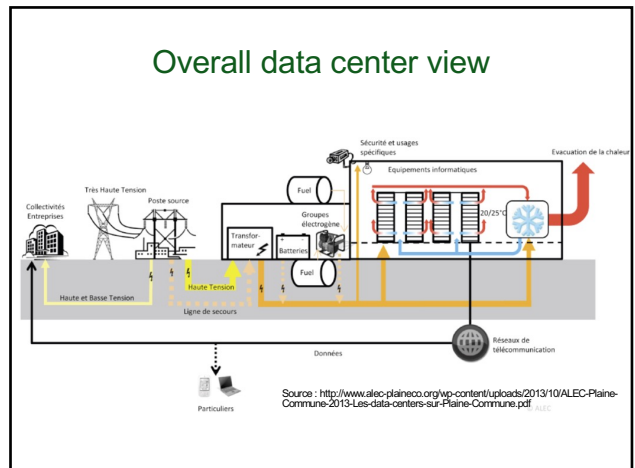 Overall data center view
Sécurité et usages
spécifiques
Evacuation de la chaleur
Fuel
Equipements informatiques
Très Haute Tension
Collectivités
Entreprises
Poste source
Groupes
électrogène
20/25°C
Transfor-
mateur
Batteries
Fuel
Haute Tension
Haute et Basse Tension
Ligne de secours
Données
Réseaux de
télécommunication
Particuliers
Source : http://www.alec-plaineco.org/wp-content/uploads/2013/10/ALEC-Plaine-
Commune-2013-Les-data-centers-sur-Plaine-Commune.pdf
© ALEC